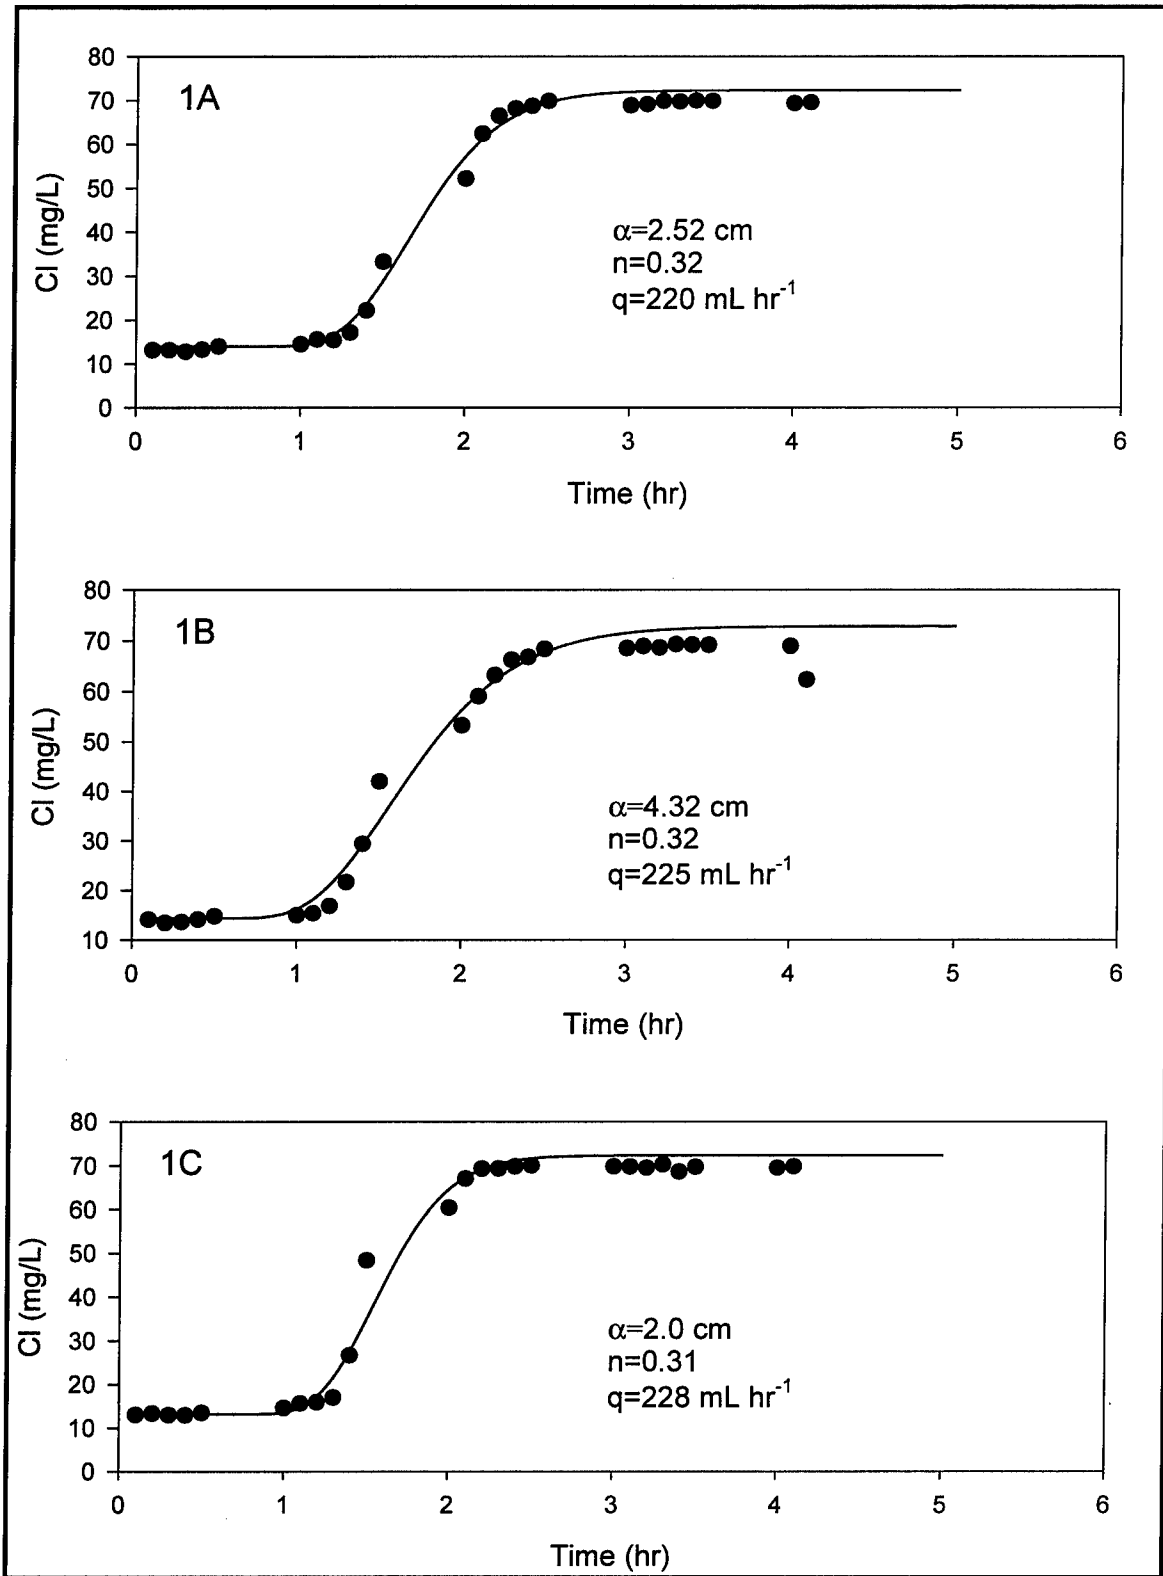 80
1A
70
60
50
40
30
20
10
0
Cl (mg/L)
α=2.52 cm
n=0.32
q=220 mL hr-1
0 1 2 3 4 5 6
Time (hr)
80
1B
70
60
50
40
30
20
10
Cl (mg/L)
α=4.32 cm
n=0.32
q=225 mL hr-1
0 1 2 3 4 5 6
Time (hr)
80
1C
70
60
50
40
30
20
10
0
Cl (mg/L)
α=2.0 cm
n=0.31
q=228 mL hr-1
0 1 2 3 4 5 6
Time (hr)